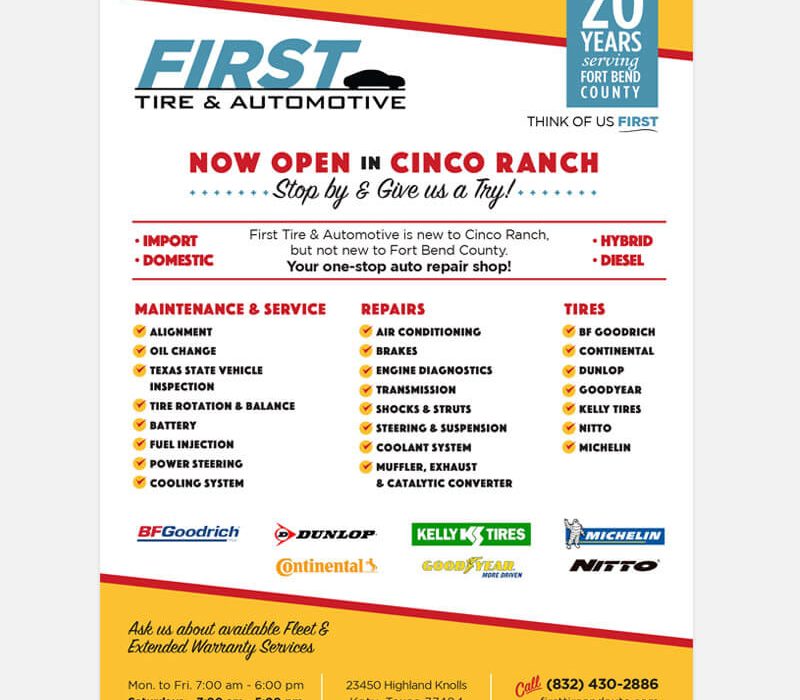 FIRST
TIRE & AUTOMOTIVE
20
YEARS
serving
FORT BEND
COUNTY
THINK OF US FIRST
NOW OPEN IN CINCO RANCH
Stop by & Give us a Try!
• IMPORT
• DOMESTIC
First Tire & Automotive is new to Cinco Ranch,
but not new to Fort Bend County.
Your one-stop auto repair shop!
• HYBRID
• DIESEL
MAINTENANCE & SERVICE
ALIGNMENT
OIL CHANGE
TEXAS STATE VEHICLE
INSPECTION
TIRE ROTATION & BALANCE
BATTERY
FUEL INJECTION
POWER STEERING
COOLING SYSTEM
REPAIRS
AIR CONDITIONING
BRAKES
ENGINE DIAGNOSTICS
TRANSMISSION
SHOCKS & STRUTS
STEERING & SUSPENSION
COOLANT SYSTEM
MUFFLER, EXHAUST
& CATALYTIC CONVERTER
TIRES
BF GOODRICH
CONTINENTAL
DUNLOP
GOODYEAR
KELLY TIRES
NITTO
MICHELIN
BFGoodrich
DUNLOP
KELLY TIRES
MICHELIN
Continental
GOODYEAR
MORE DRIVEN
NITTO
Ask us about available Fleet &
Extended Warranty Services
Mon. to Fri. 7:00 am - 6:00 pm
23450 Highland Knolls
Call (832) 430-2886